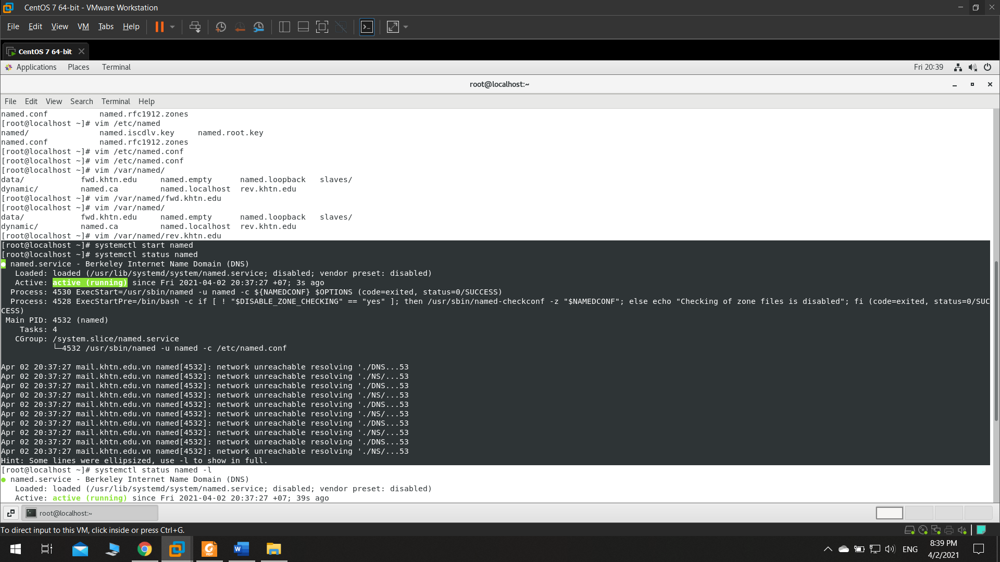 CentOS 7 64-bit - VMware Workstation
File Edit View VM Tabs Help
CentOS 7 64-bit
Applications Places Terminal Fri 20:39
root@localhost:~
File Edit View Search Terminal Help
named.conf named.rfc1912.zones
[root@localhost ~]# vim /etc/named
named/ named.iscdlv.key named.root.key
named.conf named.rfc1912.zones
[root@localhost ~]# vim /etc/named.conf
[root@localhost ~]# vim /etc/named.conf
[root@localhost ~]# vim /var/named/
data/ fwd.khtn.edu named.empty named.loopback slaves/
dynamic/ named.ca named.localhost rev.khtn.edu
[root@localhost ~]# vim /var/named/fwd.khtn.edu
[root@localhost ~]# vim /var/named/
data/ fwd.khtn.edu named.empty named.loopback slaves/
dynamic/ named.ca named.localhost rev.khtn.edu
[root@localhost ~]# vim /var/named/rev.khtn.edu
[root@localhost ~]# systemctl start named
[root@localhost ~]# systemctl status named
● named.service - Berkeley Internet Name Domain (DNS)
Loaded: loaded (/usr/lib/systemd/system/named.service; disabled; vendor preset: disabled)
Active: active (running) since Fri 2021-04-02 20:37:27 +07; 3s ago
Process: 4530 ExecStart=/usr/sbin/named -u named -c ${NAMEDCONF} $OPTIONS (code=exited, status=0/SUCCESS)
Process: 4528 ExecStartPre=/bin/bash -c if [ ! "$DISABLE_ZONE_CHECKING" == "yes" ]; then /usr/sbin/named-checkconf -z "$NAMEDCONF"; else echo "Checking of zone files is disabled"; fi (code=exited, status=0/SUC
CESS)
Main PID: 4532 (named)
Tasks: 4
CGroup: /system.slice/named.service
└─4532 /usr/sbin/named -u named -c /etc/named.conf
Apr 02 20:37:27 mail.khtn.edu.vn named[4532]: network unreachable resolving './DNS...53
Apr 02 20:37:27 mail.khtn.edu.vn named[4532]: network unreachable resolving './NS/...53
Apr 02 20:37:27 mail.khtn.edu.vn named[4532]: network unreachable resolving './DNS...53
Apr 02 20:37:27 mail.khtn.edu.vn named[4532]: network unreachable resolving './NS/...53
Apr 02 20:37:27 mail.khtn.edu.vn named[4532]: network unreachable resolving './DNS...53
Apr 02 20:37:27 mail.khtn.edu.vn named[4532]: network unreachable resolving './NS/...53
Apr 02 20:37:27 mail.khtn.edu.vn named[4532]: network unreachable resolving './DNS...53
Apr 02 20:37:27 mail.khtn.edu.vn named[4532]: network unreachable resolving './NS/...53
Apr 02 20:37:27 mail.khtn.edu.vn named[4532]: network unreachable resolving './DNS...53
Apr 02 20:37:27 mail.khtn.edu.vn named[4532]: network unreachable resolving './NS/...53
Hint: Some lines were ellipsized, use -l to show in full.
[root@localhost ~]# systemctl status named -l
● named.service - Berkeley Internet Name Domain (DNS)
Loaded: loaded (/usr/lib/systemd/system/named.service; disabled; vendor preset: disabled)
Active: active (running) since Fri 2021-04-02 20:37:27 +07; 39s ago
root@localhost:~
To direct input to this VM, click inside or press Ctrl+G.
ENG 8:39 PM
4/2/2021